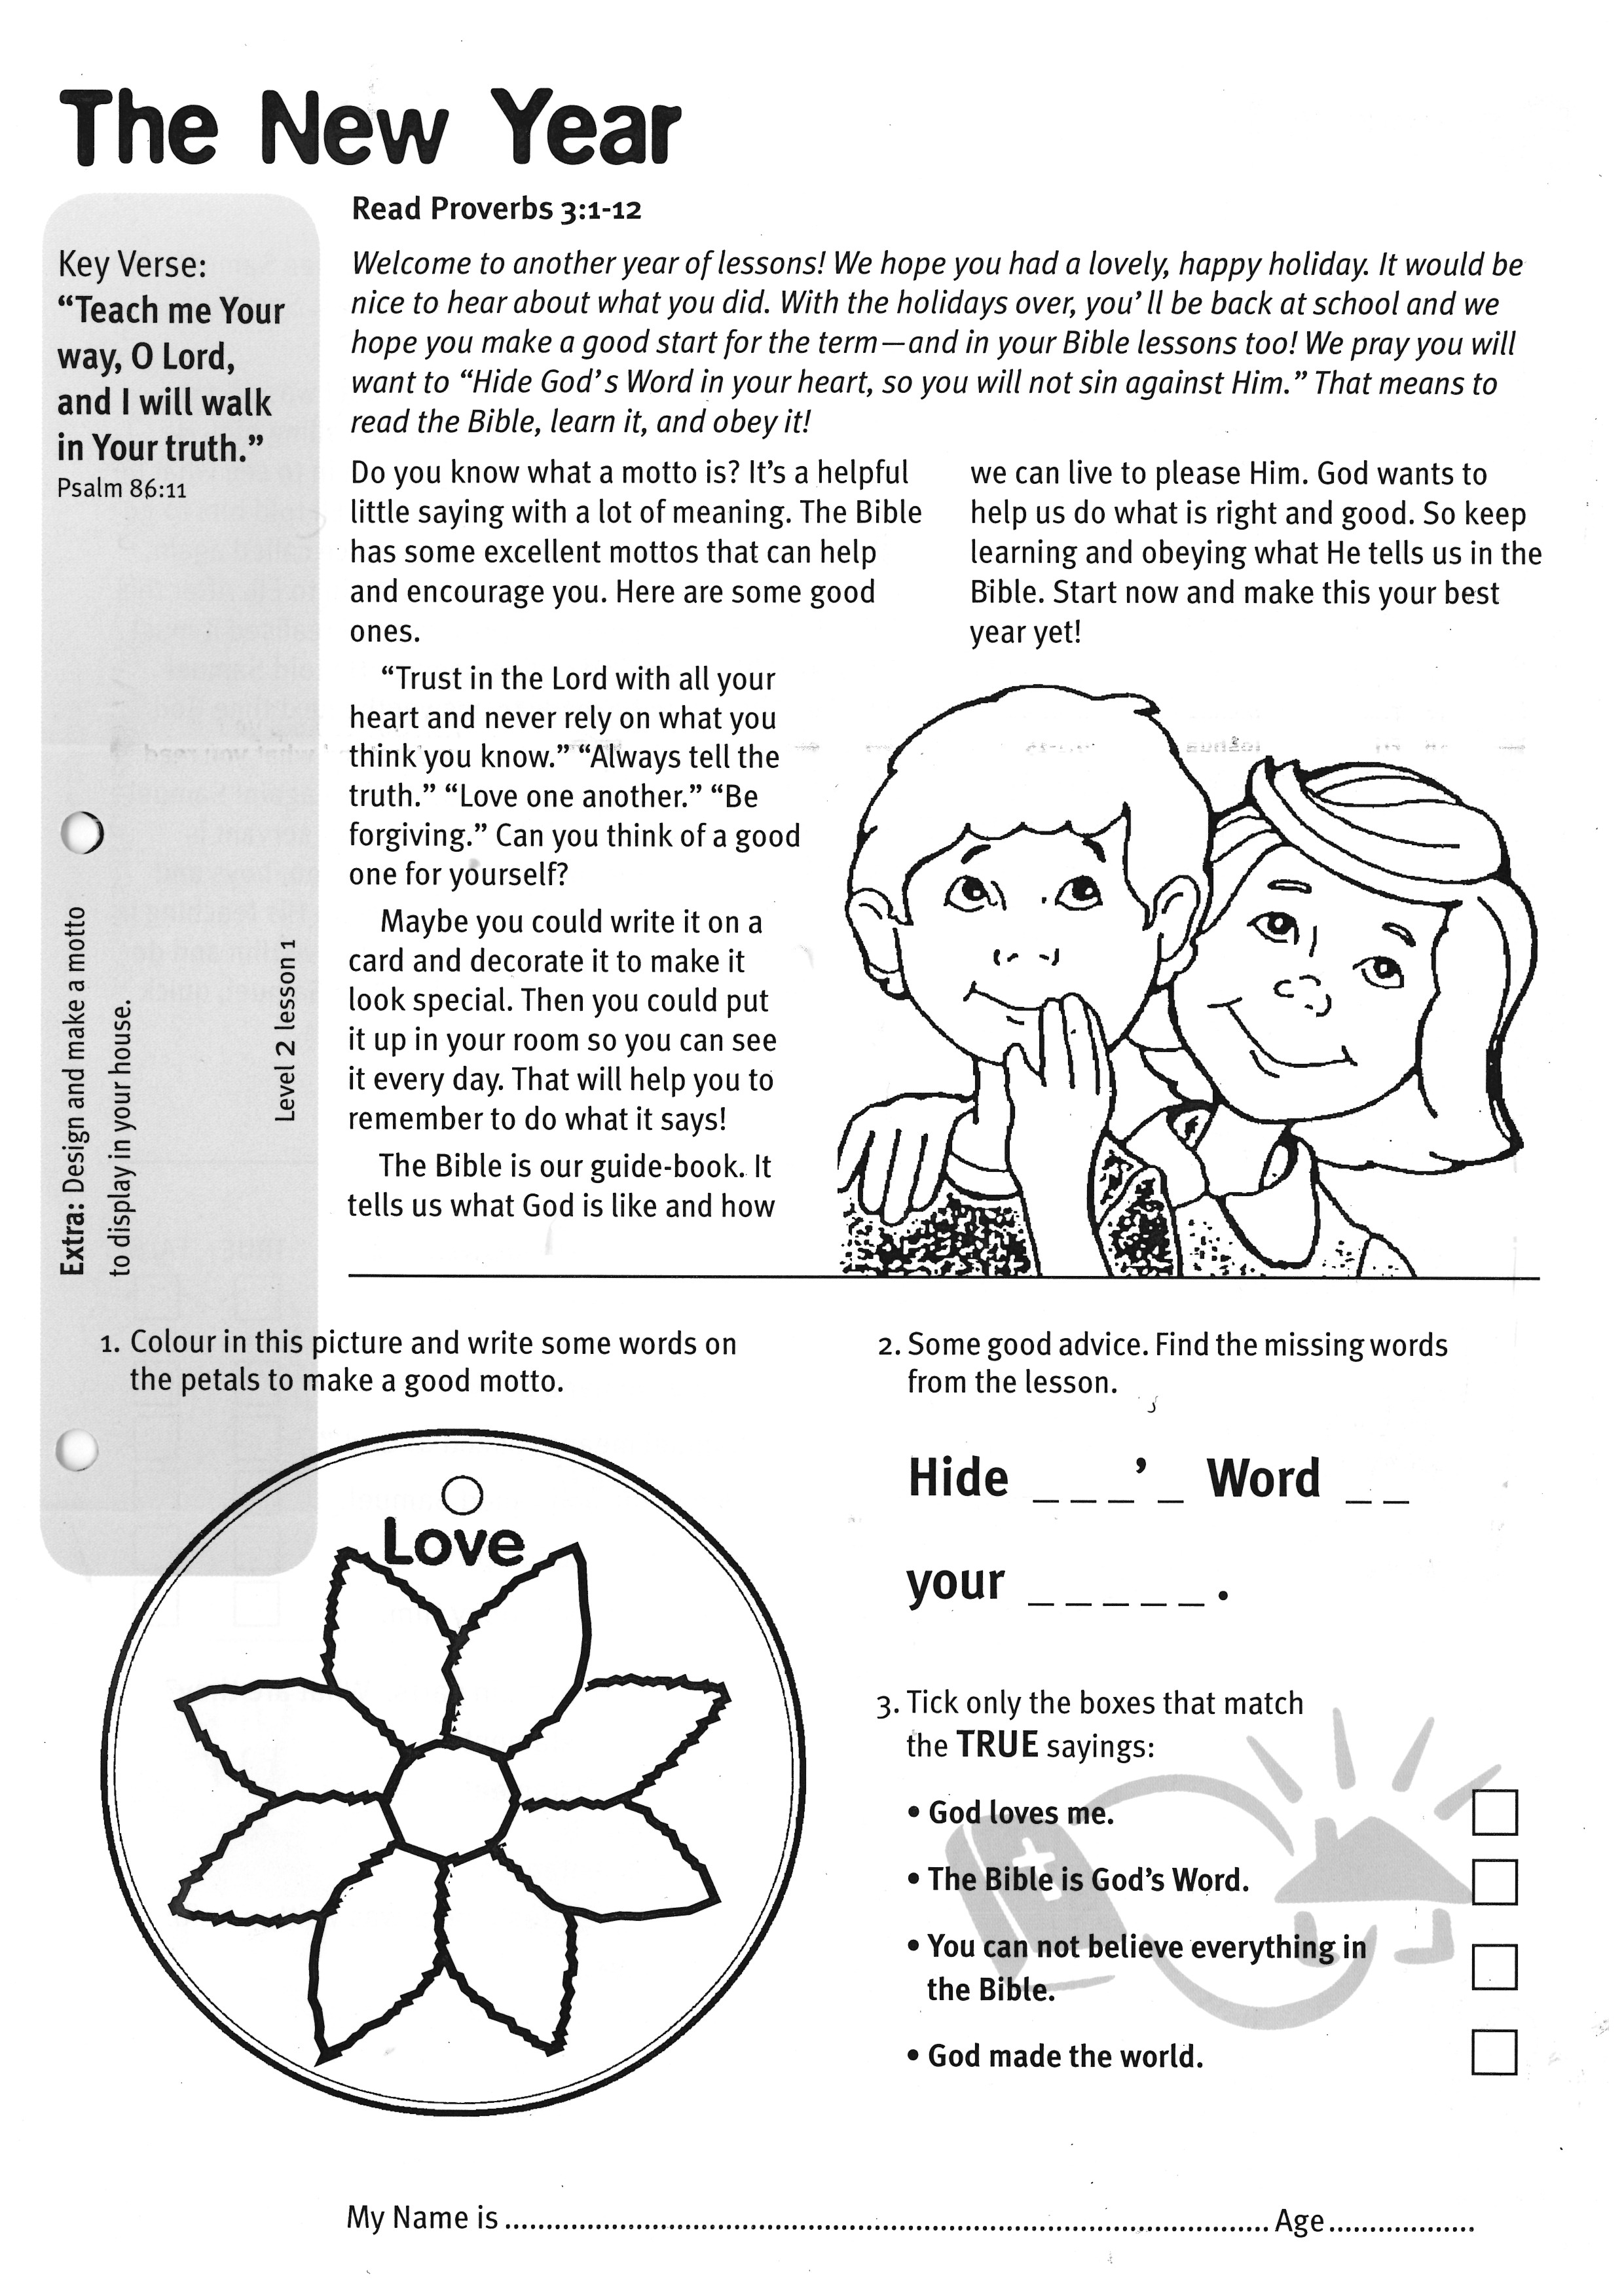 The New Year
Key Verse:
“Teach me Your
way, O Lord,
and I will walk
in Your truth.”
Psalm 86:11
Extra: Design and make a motto
to display in your house.
Level 2 lesson 1
Read Proverbs 3:1-12
Welcome to another year of lessons! We hope you had a lovely, happy holiday. It would be
nice to hear about what you did. With the holidays over, you’ll be back at school and we
hope you make a good start for the term—and in your Bible lessons too! We pray you will
want to “Hide God’s Word in your heart, so you will not sin against Him.” That means to
read the Bible, learn it, and obey it!
Do you know what a motto is? It’s a helpful
little saying with a lot of meaning. The Bible
has some excellent mottos that can help
and encourage you. Here are some good
ones.
“Trust in the Lord with all your
heart and never rely on what you
think you know.” “Always tell the
truth.” “Love one another.” “Be
forgiving.” Can you think of a good
one for yourself?
Maybe you could write it on a
card and decorate it to make it
look special. Then you could put
it up in your room so you can see
it every day. That will help you to
remember to do what it says!
The Bible is our guide-book. It
tells us what God is like and how
we can live to please Him. God wants to
help us do what is right and good. So keep
learning and obeying what He tells us in the
Bible. Start now and make this your best
year yet!
1. Colour in this picture and write some words on
the petals to make a good motto.
Love
2. Some good advice. Find the missing words
from the lesson.
Hide _ _ _ ’ _ Word _ _
your _ _ _ _ _ .
3. Tick only the boxes that match
the TRUE sayings:
• God loves me.
• The Bible is God’s Word.
• You can not believe everything in
the Bible.
• God made the world.
My Name is ............................................................ Age ..................